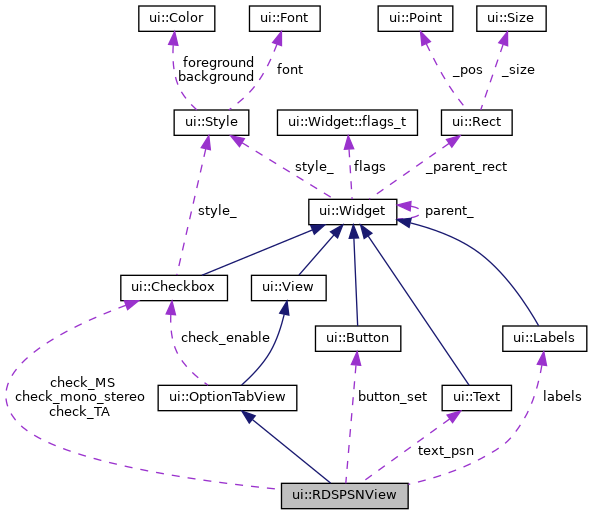 ui::Color
ui::Font
ui::Point
ui::Size
foreground
background
font
_pos
_size
ui::Style
ui::Widget::flags_t
ui::Rect
style_
flags
_parent_rect
style_
ui::Widget
parent_
ui::Checkbox
ui::View
check_enable
ui::Button
ui::Labels
check_MS
check_mono_stereo
check_TA
ui::OptionTabView
button_set
ui::Text
labels
text_psn
ui::RDSPSNView